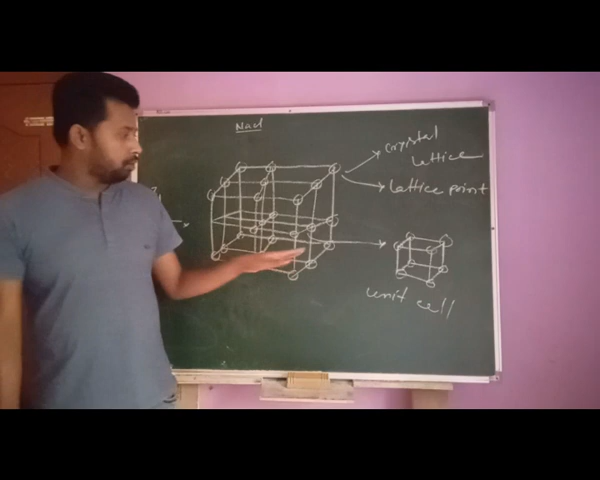 Nacl
crystal
lattice
Lattice point
unit cell